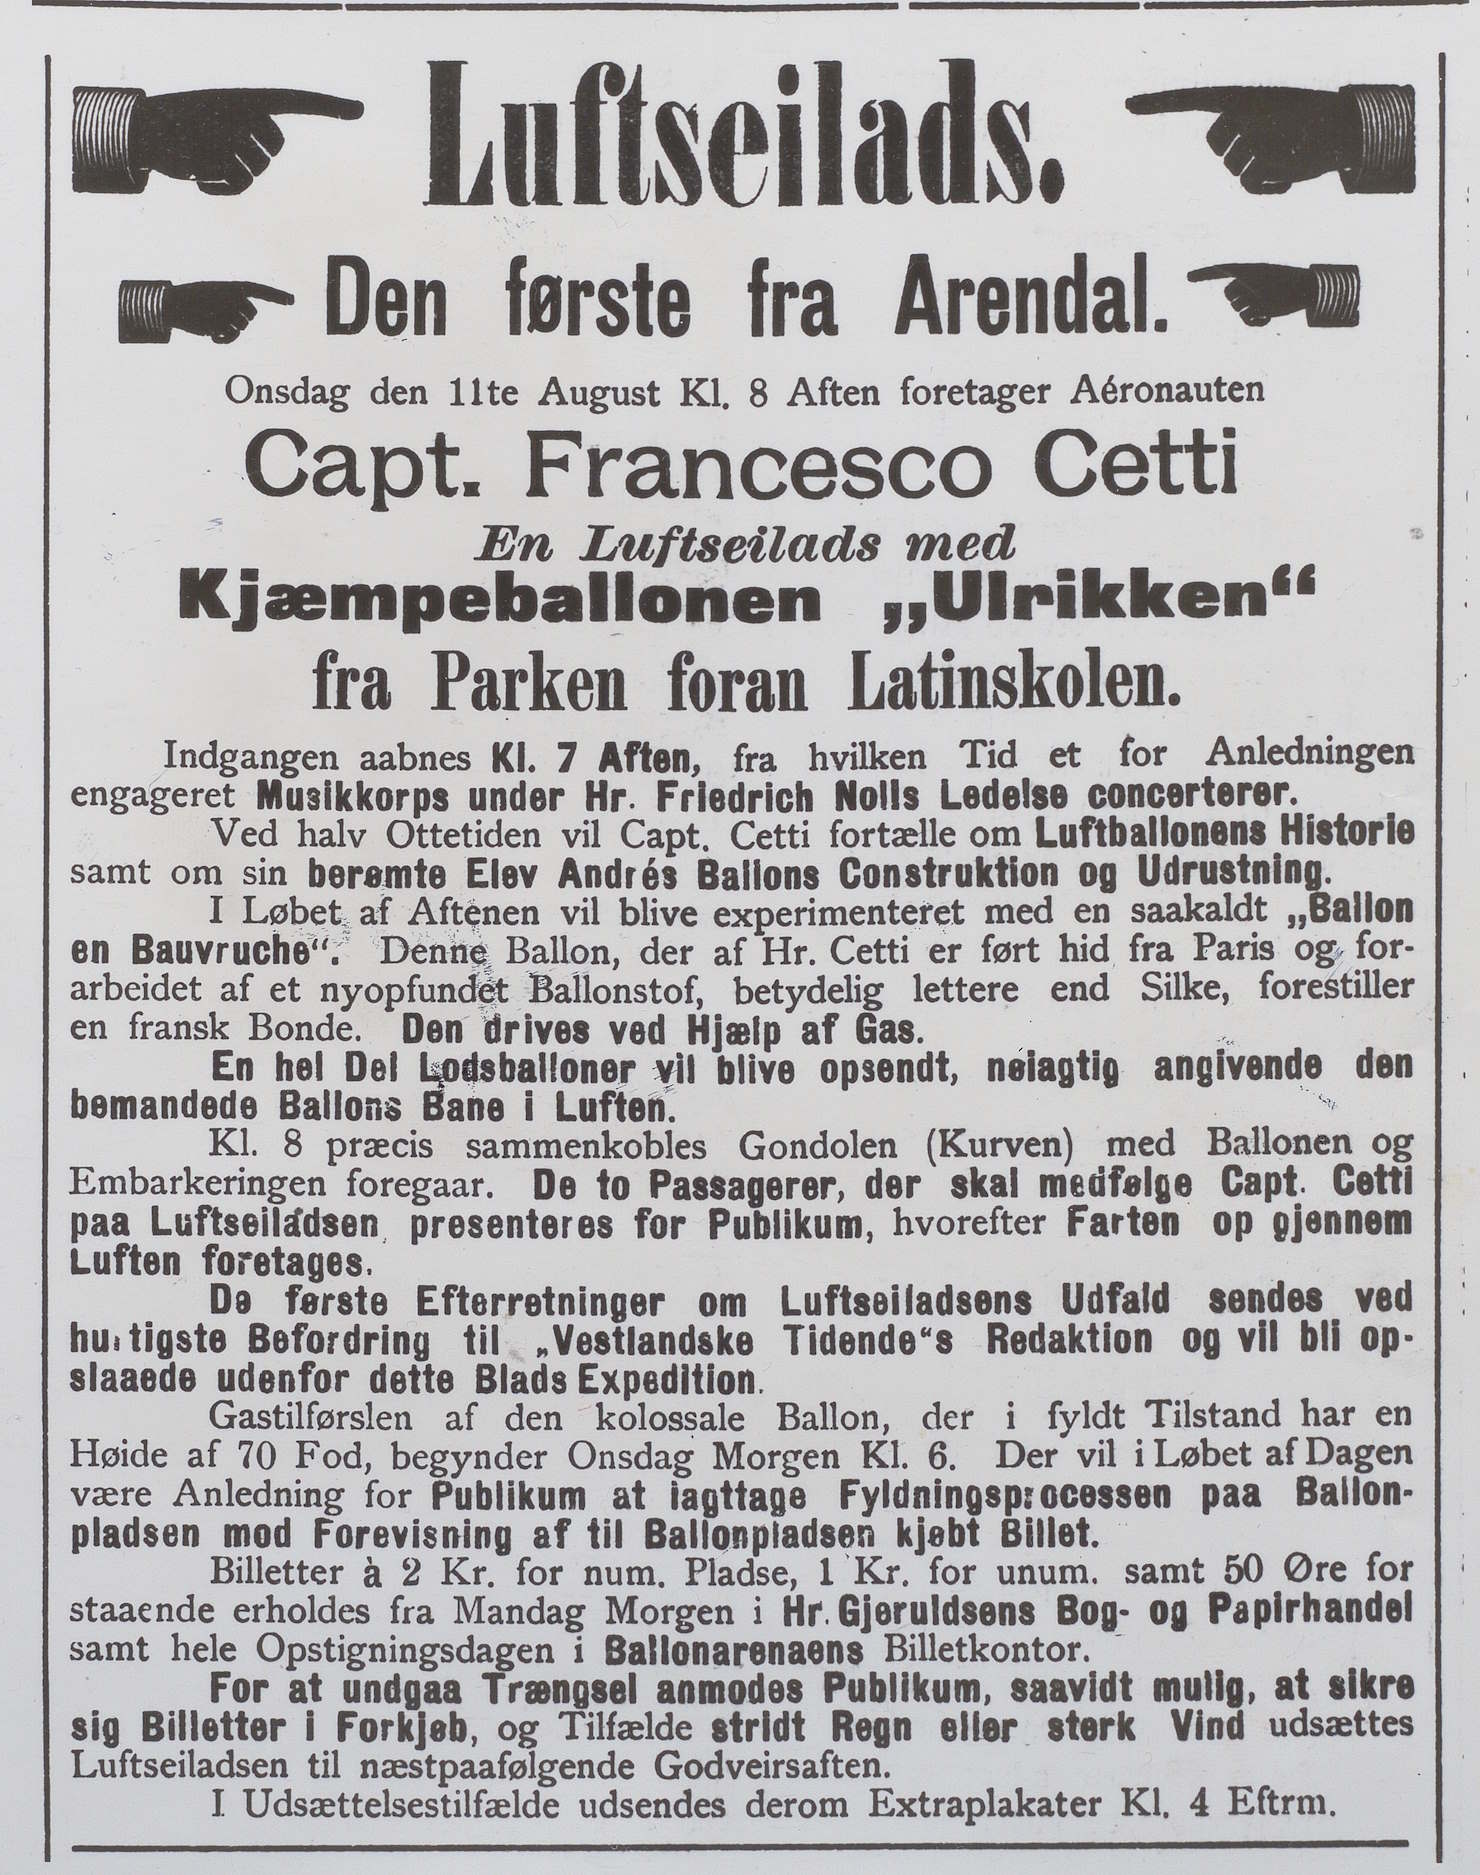 Luftseilads.
Den første fra Arendal.
Onsdag den 11te August Kl. 8 Aften foretager Aéronauten
Capt. Francesco Cetti
En Luftseilads med
Kjæmpeballonen „Ulrikken“
fra Parken foran Latinskolen.
Indgangen aabnes Kl. 7 Aften, fra hvilken Tid et for Anledningen
engageret Musikkorps under Hr. Friedrich Nolls Ledelse concerterer.
Ved halv Ottetiden vil Capt. Cetti fortælle om Luftballonens Historie
samt om sin berømte Elev Andrés Ballons Construktion og Udrustning.
I Løbet af Aftenen vil blive experimenteret med en saakaldt „Ballon
en Bauvruche“. Denne Ballon, der af Hr. Cetti er ført hid fra Paris og for-
arbeidet af et nyopfundet Ballonstof, betydelig lettere end Silke, forestiller
en fransk Bonde. Den drives ved Hjælp af Gas.
En hel Del Lodsballoner vil blive opsendt, nøiagtig angivende den
bemandede Ballons Bane i Luften.
Kl. 8 præcis sammenkobles Gondolen (Kurven) med Ballonen og
Embarkeringen foregaar. De to Passagerer, der skal medfølge Capt. Cetti
paa Luftseiladsen presenteres for Publikum, hvorefter Farten op gjennem
Luften foretages.
De første Efterretninger om Luftseiladsens Udfald sendes ved
hurtigste Befordring til „Vestlandske Tidende“s Redaktion og vil bli op-
slaaede udenfor dette Blads Expedition.
Gastilførslen af den kolossale Ballon, der i fyldt Tilstand har en
Høide af 70 Fod, begynder Onsdag Morgen Kl. 6. Der vil i Løbet af Dagen
være Anledning for Publikum at iagttage Fyldningsprocessen paa Ballon-
pladsen mod Forevisning af til Ballonpladsen kjøbt Billet.
Billetter à 2 Kr. for num. Pladse, 1 Kr. for unum. samt 50 Øre for
staaende erholdes fra Mandag Morgen i Hr. Gjeruldsens Bog- og Papirhandel
samt hele Opstigningsdagen i Ballonarenaens Billetkontor.
For at undgaa Trængsel anmodes Publikum, saavidt mulig, at sikre
sig Billetter i Forkjøb, og Tilfælde stridt Regn eller stærk Vind udsættes
Luftseiladsen til næstpaafølgende Godveirsaften.
I Udsættelsestilfælde udsendes derom Extraplakater Kl. 4 Eftrm.